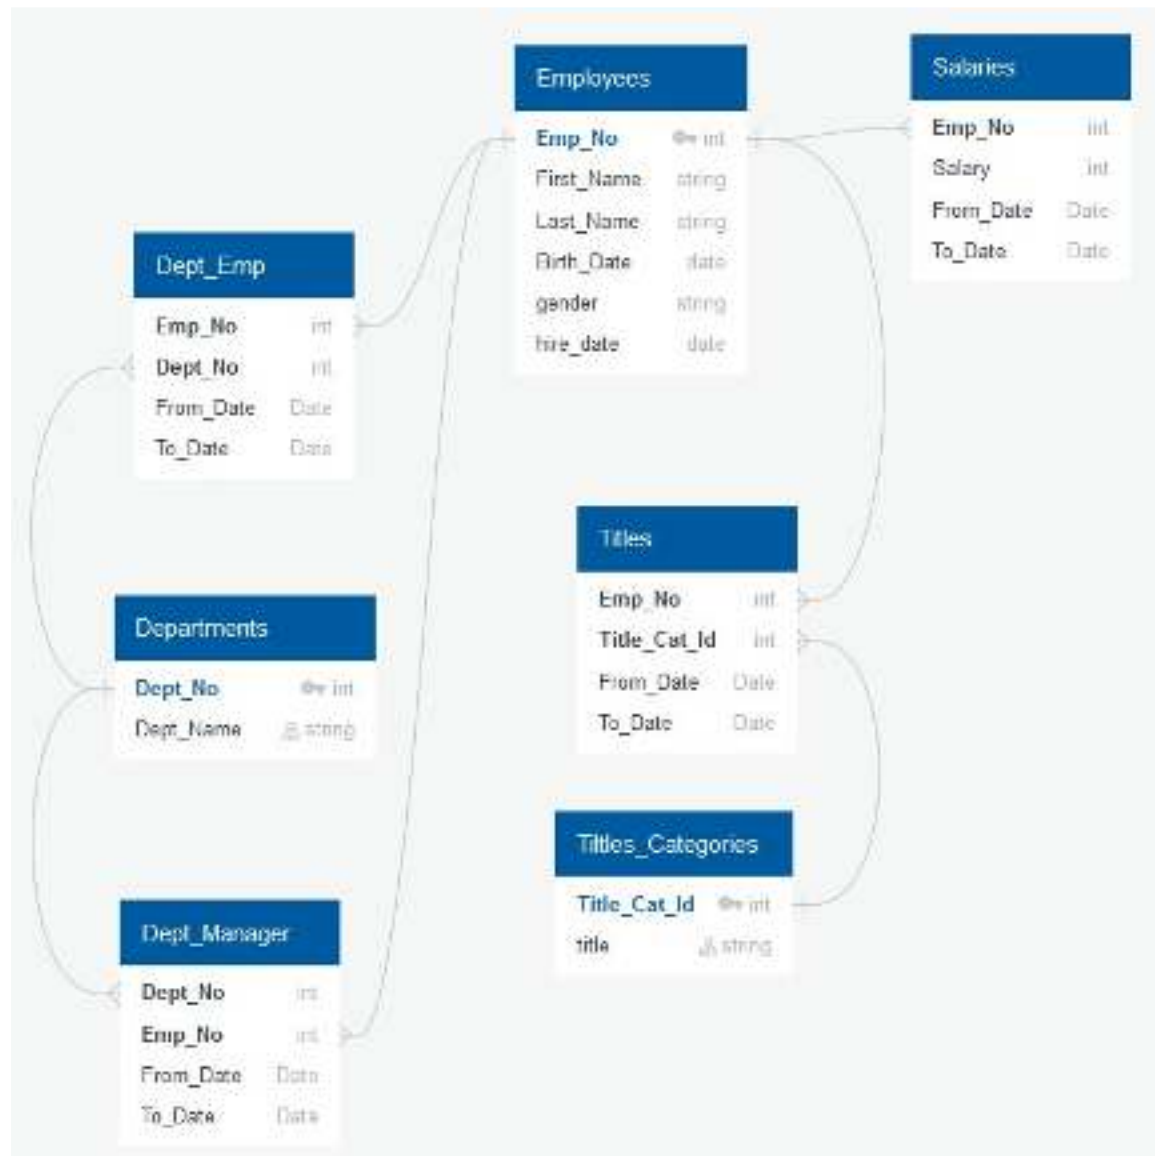 Employees
Emp_No int
First_Name string
Last_Name string
Birth_Date date
gender string
hire_date date
Salaries
Emp_No int
Salary int
From_Date Date
To_Date Date
Dept_Emp
Emp_No int
Dept_No int
From_Date Date
To_Date Date
Titles
Emp_No int
Title_Cat_Id int
From_Date Date
To_Date Date
Departments
Dept_No int
Dept_Name string
Tittles_Categories
Title_Cat_Id int
title string
Dept_Manager
Dept_No int
Emp_No int
From_Date Date
To_Date Date